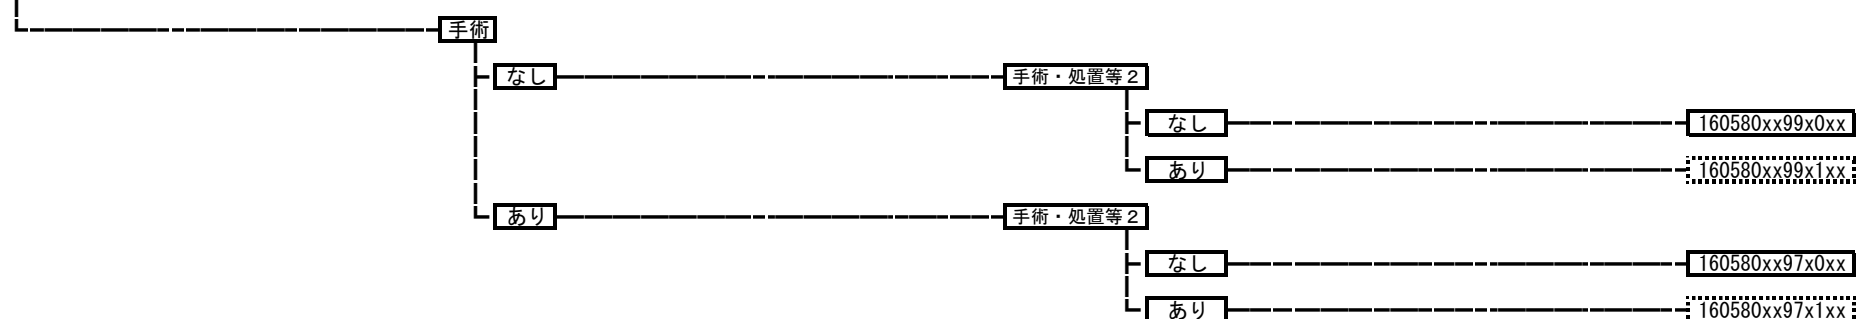 手術
なし
手術・処置等２
なし
160580xx99x0xx
あり
160580xx99x1xx
あり
手術・処置等２
なし
160580xx97x0xx
あり
160580xx97x1xx